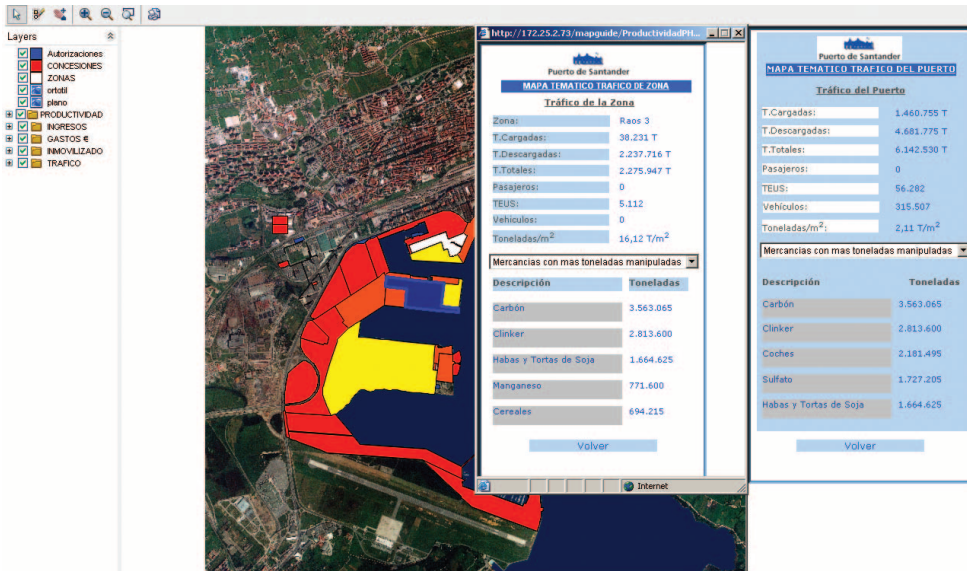 Layers
Autorizaciones
CONCESIONES
ZONAS
ortotil
plano
PRODUCTIVIDAD
INGRESOS
GASTOS €
INMOVILIZADO
TRAFICO
http://172.25.2.73/mapguide/ProductividadPH...
Puerto de Santander
MAPA TEMATICO TRAFICO DE ZONA
Tráfico de la Zona
Zona: Raos 3
T.Cargadas: 38.231 T
T.Descargadas: 2.237.716 T
T.Totales: 2.275.947 T
Pasajeros: 0
TEUS: 5.112
Vehiculos: 0
Toneladas/m² 16,12 T/m²
Mercancias con mas toneladas manipuladas
Descripción Toneladas
Carbón 3.563.065
Clinker 2.813.600
Habas y Tortas de Soja 1.664.625
Manganeso 771.600
Cereales 694.215
Volver
Internet
Puerto de Santander
MAPA TEMATICO TRAFICO DEL PUERTO
Tráfico del Puerto
T.Cargadas: 1.460.755 T
T.Descargadas: 4.681.775 T
T.Totales: 6.142.530 T
Pasajeros: 0
TEUS: 56.282
Vehículos: 315.507
Toneladas/m²: 2,11 T/m²
Mercancias con mas toneladas manipuladas
Descripción Toneladas
Carbón 3.563.065
Clinker 2.813.600
Coches 2.181.495
Sulfato 1.727.205
Habas y Tortas de Soja 1.664.625
Volver